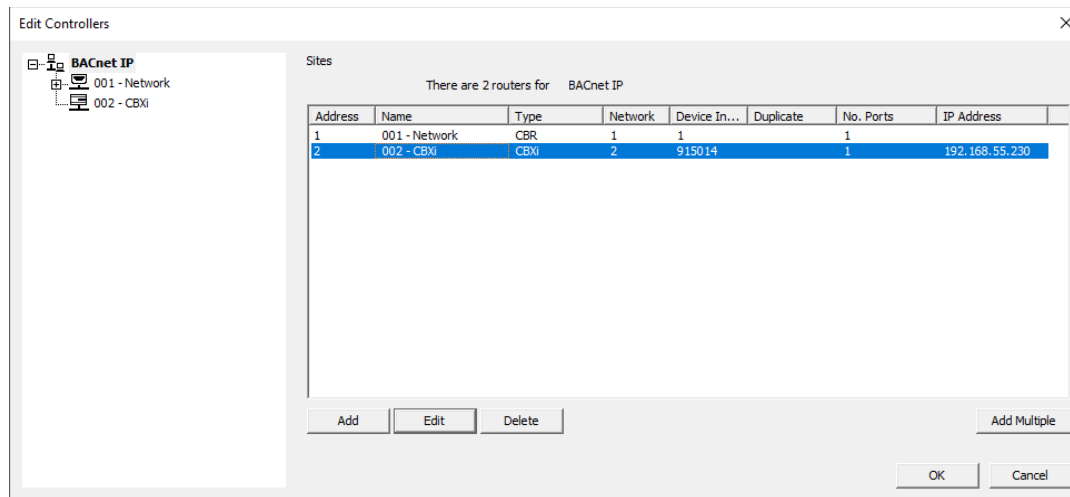 Edit Controllers
BACnet IP
001 - Network
002 - CBXi
Sites
There are 2 routers for BACnet IP
Address Name Type Network Device In... Duplicate No. Ports IP Address
1 001 - Network CBR 1 1 1
2 002 - CBXi CBXi 2 915014 1 192.168.55.230
Add Edit Delete Add Multiple
OK Cancel